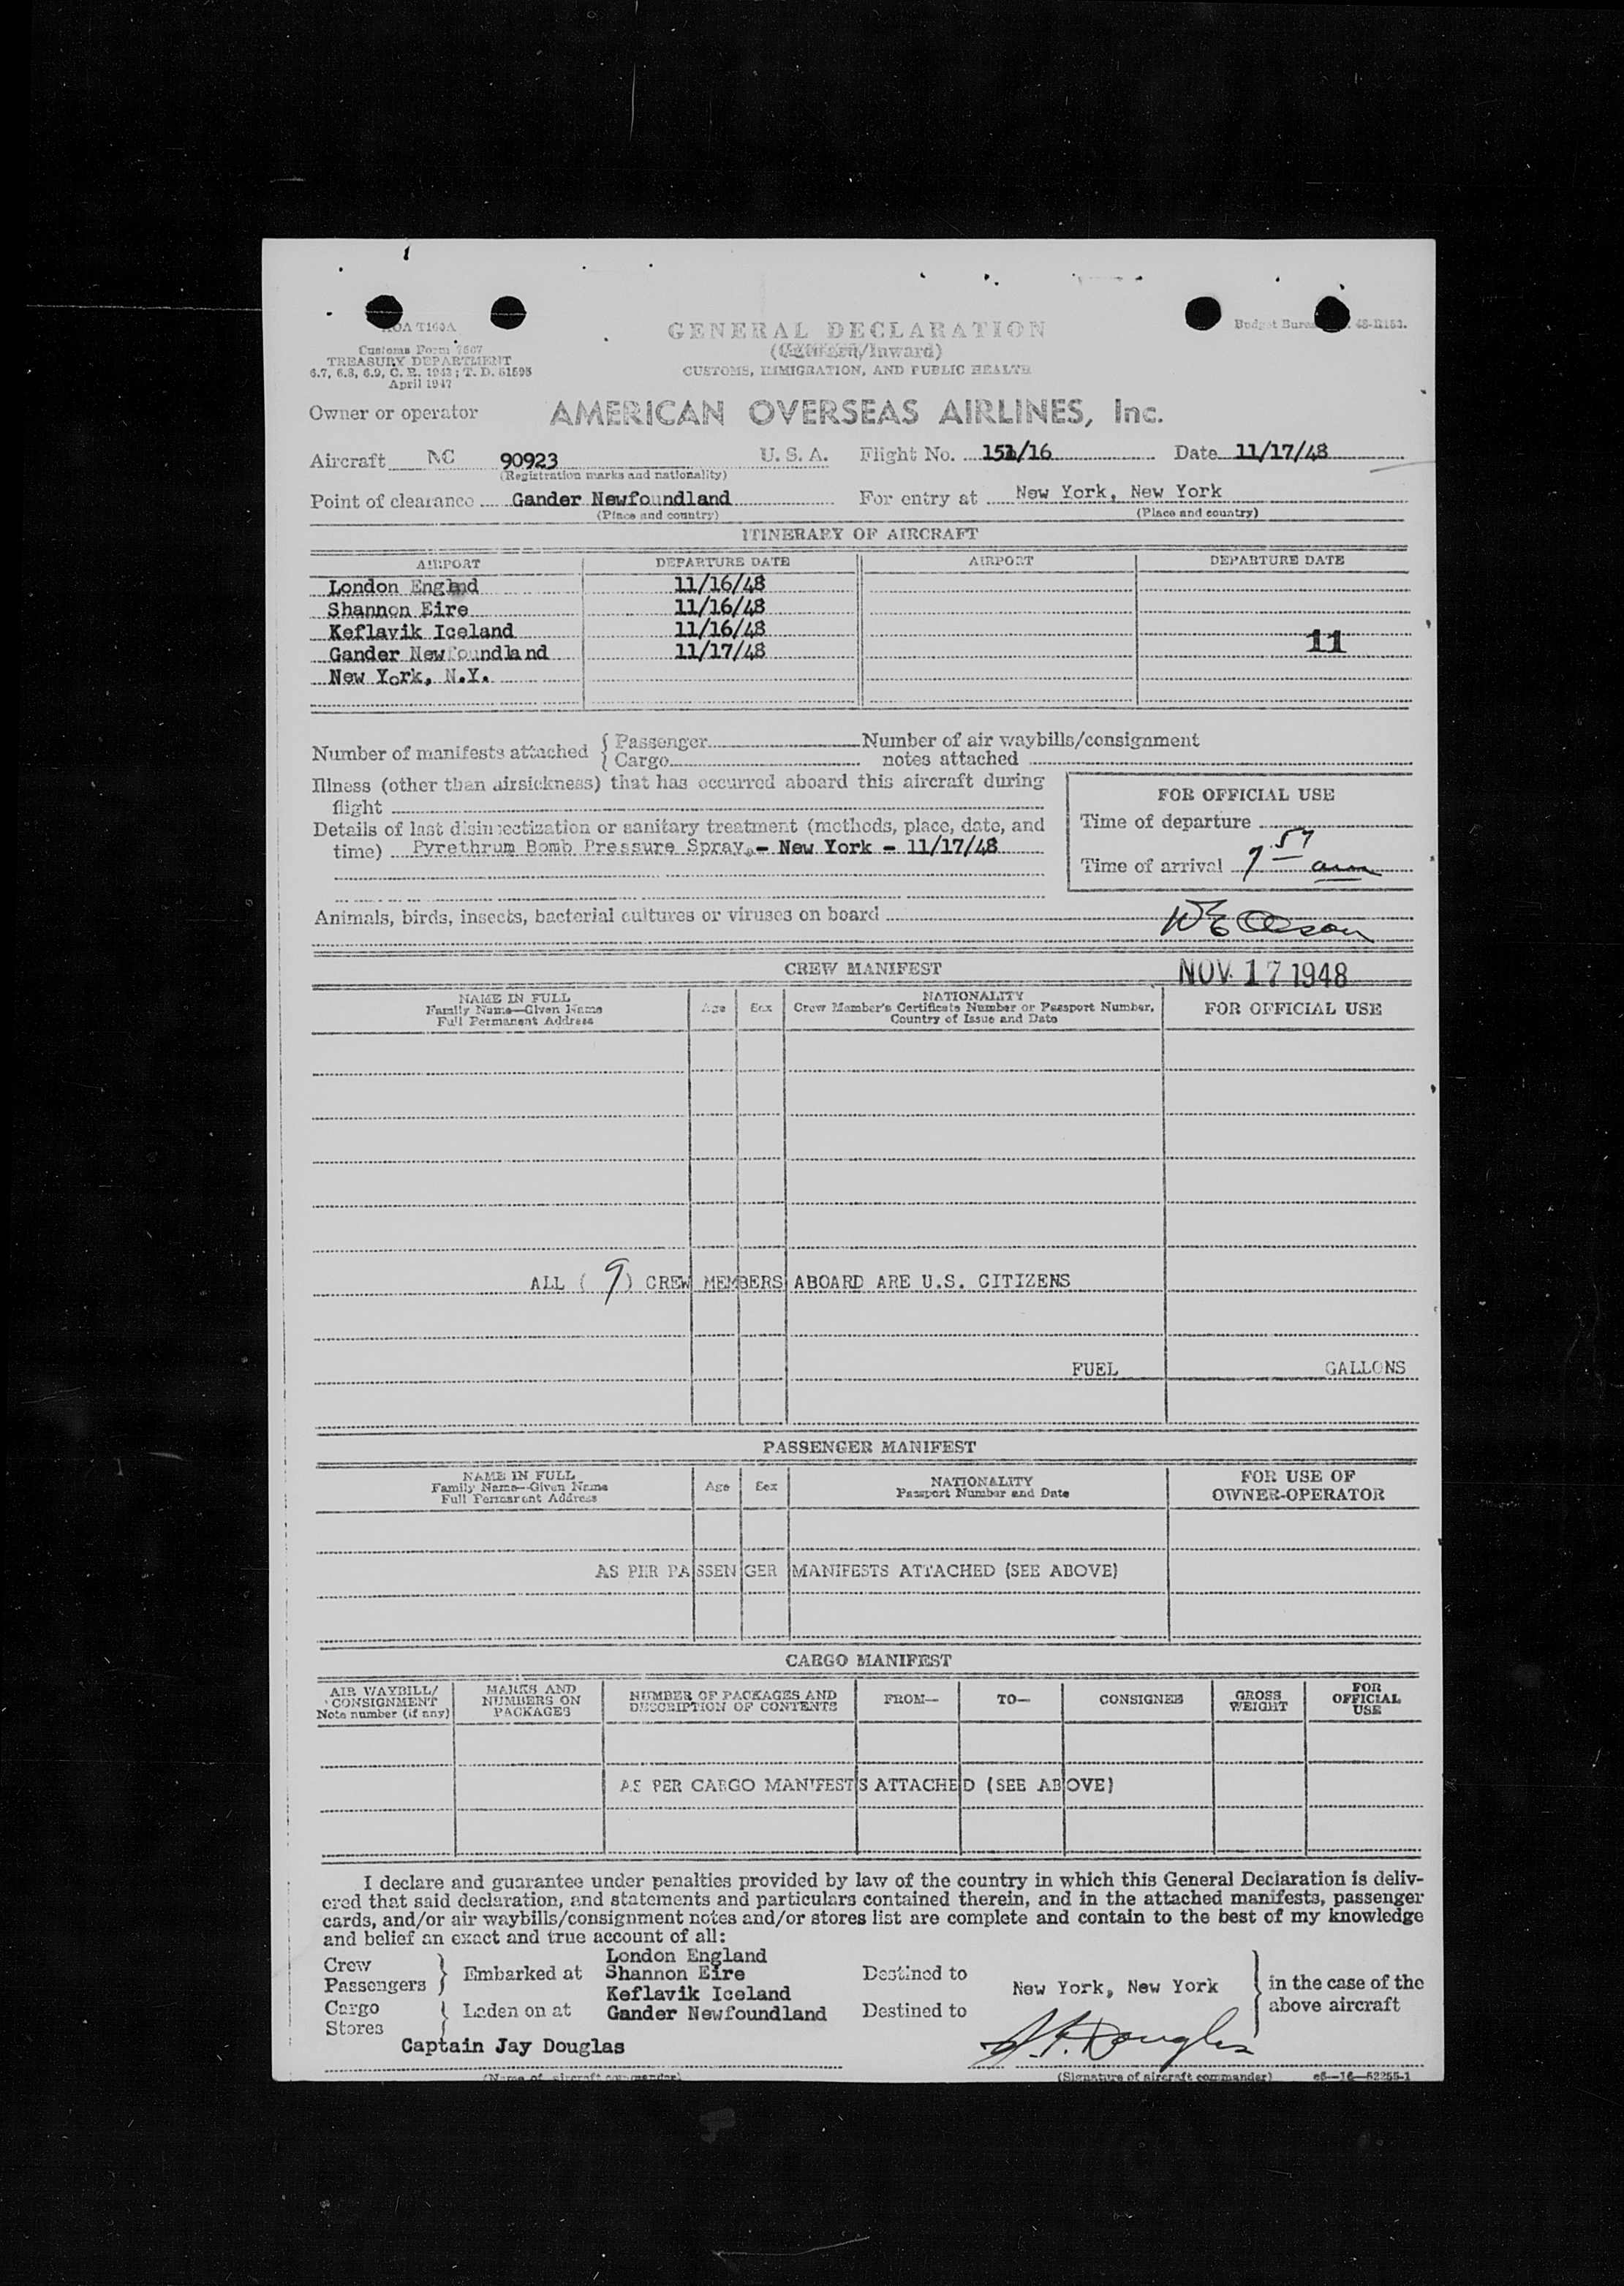 AOA T100A
GENERAL DECLARATION
Customs Form 7507
(Outward/Inward)
TREASURY DEPARTMENT
6.7, 6.8, 6.9, C. R. 1943; T. D. 51595
CUSTOMS, IMMIGRATION, AND PUBLIC HEALTH
April 1947
Owner or operator AMERICAN OVERSEAS AIRLINES, Inc.
Aircraft NC 90923 U. S. A. Flight No. /16 Date 11/17/48
(Registration marks and nationality)
Point of clearance Gander Newfoundland For entry at New York, New York
(Place and country) (Place and country)
ITINERARY OF AIRCRAFT
AIRPORT DEPARTURE DATE AIRPORT DEPARTURE DATE
London England 11/16/48
Shannon Eire 11/16/48
Keflavik Iceland 11/16/48
11
Gander Newfoundland 11/17/48
New York, N.Y.
Number of manifests attached { Passenger Number of air waybills/consignment
Cargo notes attached
Illness (other than airsickness) that has occurred aboard this aircraft during
flight
FOR OFFICIAL USE
Details of last disinsectization or sanitary treatment (methods, place, date, and
time) Pyrethrum Bomb Pressure Spray, - New York - 11/17/48
Time of departure
Time of arrival 7 57 am
Animals, birds, insects, bacterial cultures or viruses on board
CREW MANIFEST NOV 17 1948
NAME IN FULL
Family Name—Given Name
Full Permanent Address
Age Sex
NATIONALITY
Crew Member's Certificate Number or Passport Number,
Country of Issue and Date
FOR OFFICIAL USE
ALL ( 9 ) CREW MEMBERS ABOARD ARE U.S. CITIZENS
FUEL GALLONS
PASSENGER MANIFEST
NAME IN FULL
Family Name—Given Name
Full Permanent Address
Age Sex
NATIONALITY
Passport Number and Date
FOR USE OF
OWNER-OPERATOR
AS PER PASSENGER MANIFESTS ATTACHED (SEE ABOVE)
CARGO MANIFEST
AIR WAYBILL/
CONSIGNMENT
Note number (if any)
MARKS AND
NUMBERS ON
PACKAGES
NUMBER OF PACKAGES AND
DESCRIPTION OF CONTENTS
FROM— TO— CONSIGNEE
GROSS
WEIGHT
FOR
OFFICIAL
USE
AS PER CARGO MANIFESTS ATTACHED (SEE ABOVE)
I declare and guarantee under penalties provided by law of the country in which this General Declaration is deliv-
ered that said declaration, and statements and particulars contained therein, and in the attached manifests, passenger
cards, and/or air waybills/consignment notes and/or stores list are complete and contain to the best of my knowledge
and belief an exact and true account of all:
London England
Crew
Passengers } Embarked at Shannon Eire Destined to
Keflavik Iceland New York, New York } in the case of the
above aircraft
Cargo
Stores { Laden on at Gander Newfoundland Destined to
Captain Jay Douglas
(Name of aircraft commander) (Signature of aircraft commander) c6—16—52255-1